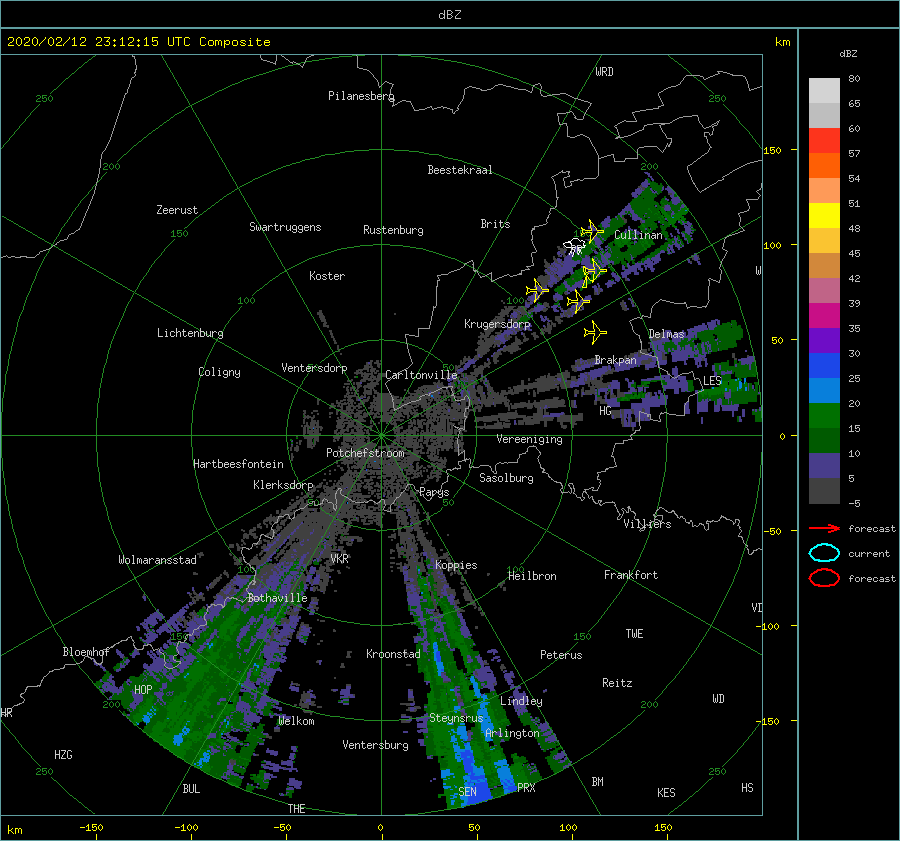 dBZ
2020/02/12 23:12:15 UTC Composite
km
dBZ
WRD
80
250
Pilanesberg
250
65
60
150
57
200
Beestekraal
200
54
Zeerust
51
Swartruggens
Rustenburg
Brits
150
Cullinan
48
100
45
W
Koster
42
100
100
39
Krugersdorp
35
Lichtenburg
Delmas
50
30
Brakpan
Coligny
Ventersdorp
Carltonville
50
LES
25
20
HG
15
Vereeniging
0
Potchefstroom
10
Hartbeesfontein
Sasolburg
5
Klerksdorp
Parys
50
50
-5
Villiers
forecast
-50
Wolmaransstad
VKR
Koppies
current
100
100
Heilbron
Frankfort
forecast
Bothaville
VD
-100
150
150
TWE
Bloemhof
Kroonstad
Peterus
HOP
Reitz
200
Lindley
200
WD
HR
Welkom
Steynsrus
-150
Arlington
HZG
Ventersburg
250
250
BUL
SEN
PRX
BM
KES
HS
THE
km
-150
-100
-50
0
50
100
150